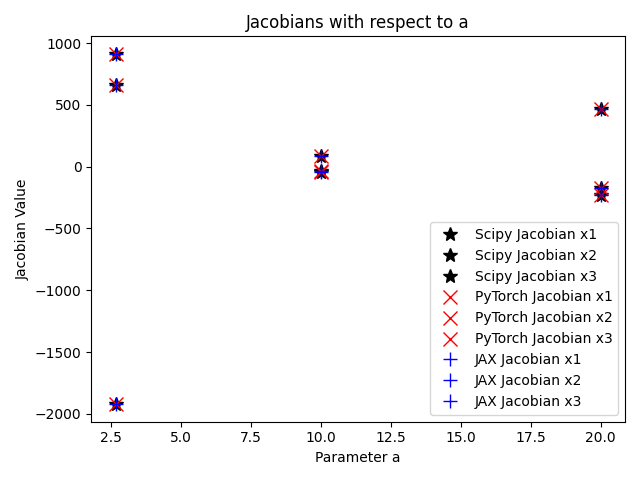 Jacobians with respect to a
1000
500
0
−500
−1000
−1500
−2000
Jacobian Value
Scipy Jacobian x1
Scipy Jacobian x2
Scipy Jacobian x3
PyTorch Jacobian x1
PyTorch Jacobian x2
PyTorch Jacobian x3
JAX Jacobian x1
JAX Jacobian x2
JAX Jacobian x3
2.5 5.0 7.5 10.0 12.5 15.0 17.5 20.0
Parameter a